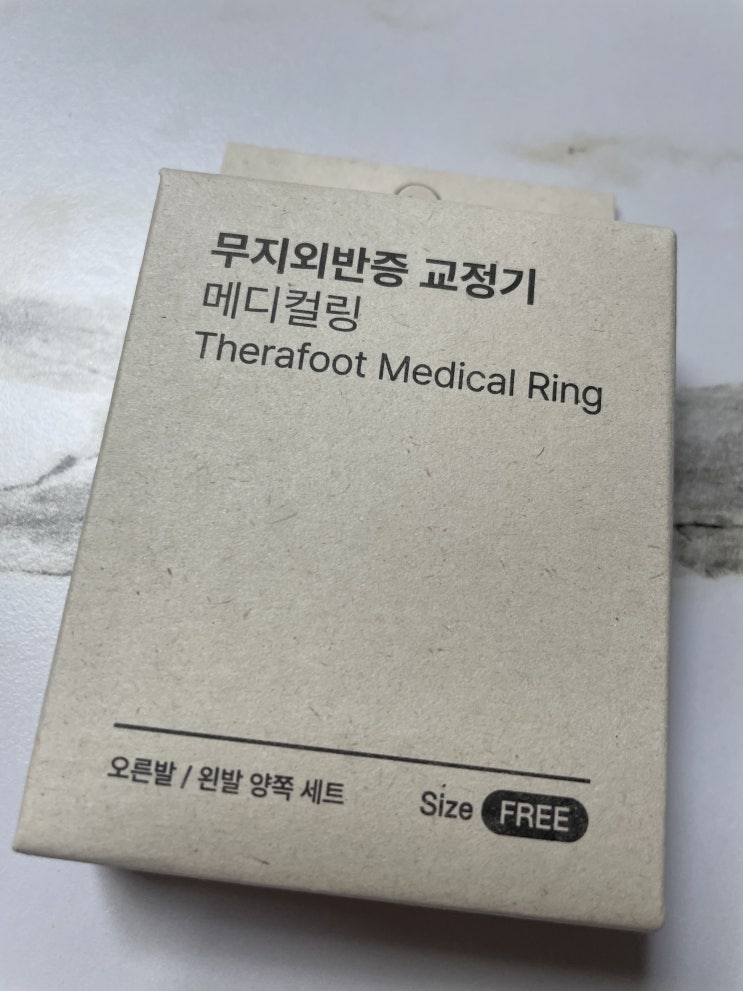 무지외반증 교정기
메디컬링
Therafoot Medical Ring
오른발 / 왼발 양쪽 세트
Size FREE